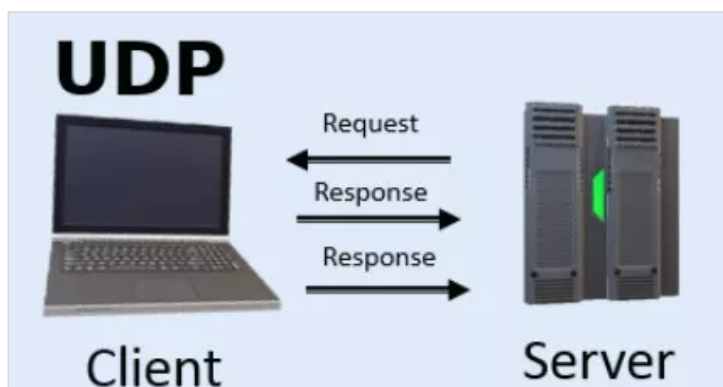 UDP
Request
Response
Response
Client
Server